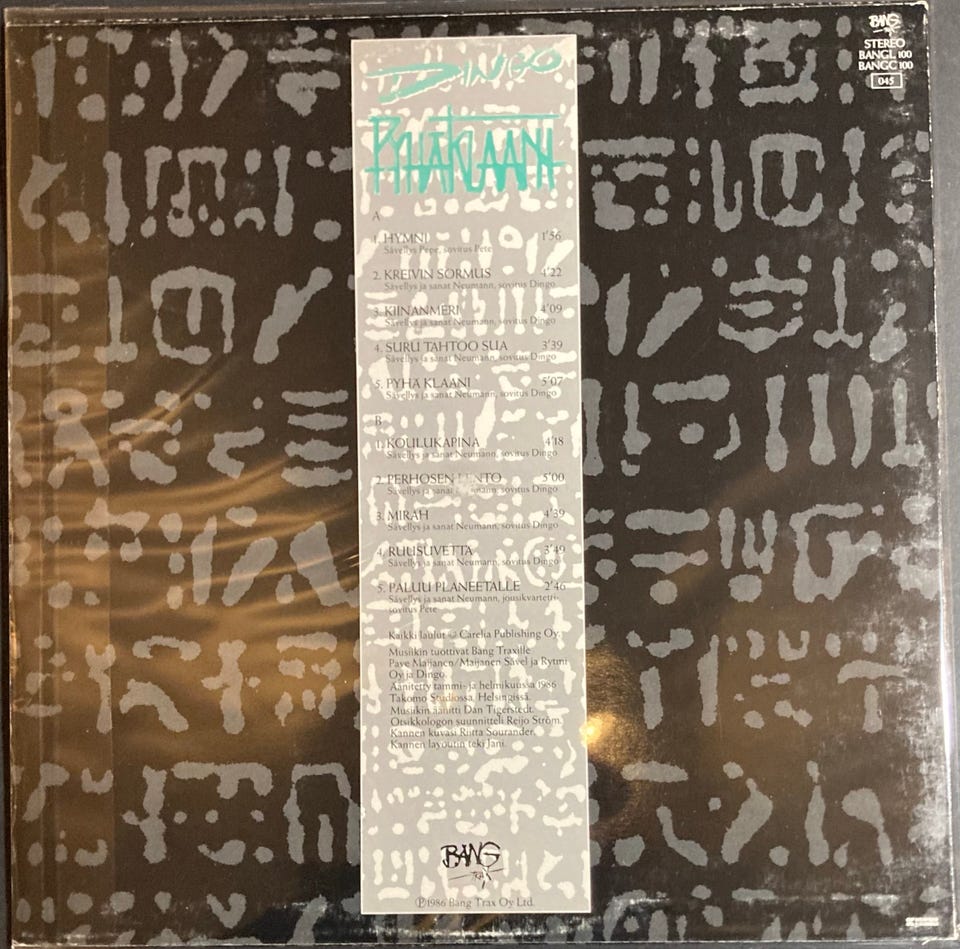 BANG
TRAX
STEREO
BANGL 100
BANGC 100
045
DINGO
PYHÄ KLAANI
A
1. HYMNI 1'56
Sävellys Pepe, sovitus Pete
2. KREIVIN SORMUS 4'22
Sävellys ja sanat Neumann, sovitus Dingo
3. KIINANMERI 4'09
Sävellys ja sanat Neumann, sovitus Dingo
4. SURU TAHTOO SUA 3'39
Sävellys ja sanat Neumann, sovitus Dingo
5. PYHÄ KLAANI 5'07
Sävellys ja sanat Neumann, sovitus Dingo
B
1. KOULUKAPINA 4'18
Sävellys ja sanat Neumann, sovitus Dingo
2. PERHOSEN LENTO 5'00
Sävellys ja sanat Neumann, sovitus Dingo
3. MIRAH 4'39
Sävellys ja sanat Neumann, sovitus Dingo
4. RUUSUVETTA 3'49
Sävellys ja sanat Neumann, sovitus Dingo
5. PALUU PLANEETALLE 2'46
Sävellys ja sanat Neumann, jousikvartetti-
sovitus Pete
Kaikki laulut © Carelia Publishing Oy.
Musiikin tuottivat Bang Traxille
Pave Maijanen/Maijasen Sävel ja Rytmi
Oy ja Dingo.
Äänitetty tammi- ja helmikuussa 1986
Takomo Studiossa, Helsingissä.
Musiikin äänitti Dan Tigerstedt.
Otsikkologon suunnitteli Reijo Ström.
Kannen kuvasi Riitta Sourander.
Kannen layoutin teki Jani.
BANG
TRAX
℗1986 Bang Trax Oy Ltd.